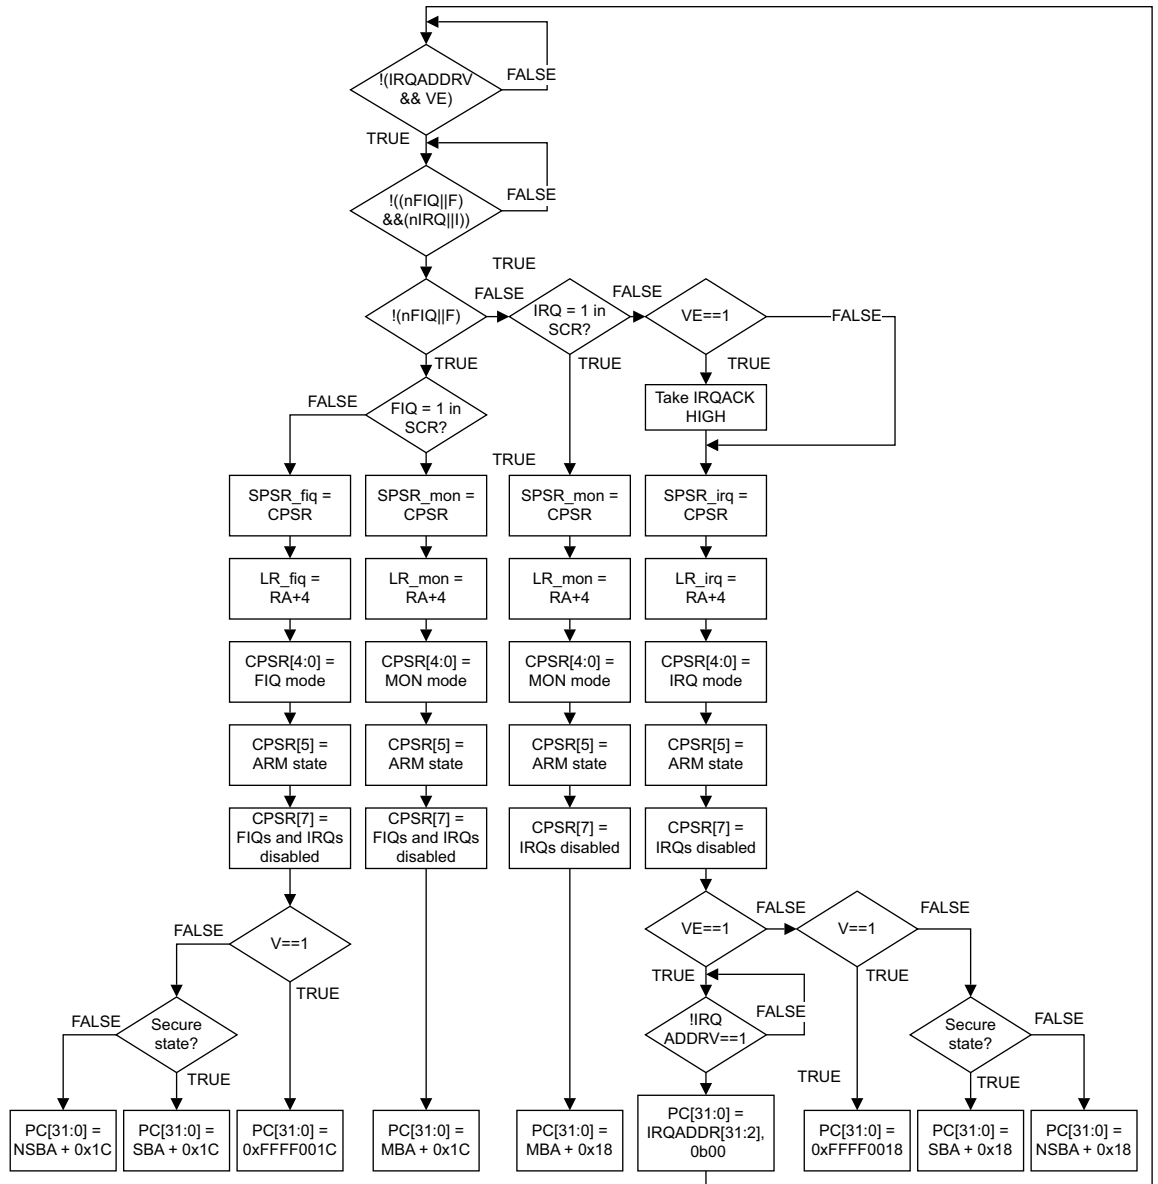 !(IRQADDRV
&& VE)
FALSE
TRUE
!((nFIQ||F)
&&(nIRQ||I))
FALSE
TRUE
!(nFIQ||F)
FALSE
IRQ = 1 in
SCR?
FALSE
VE==1
FALSE
TRUE
TRUE
TRUE
FALSE
FIQ = 1 in
SCR?
Take IRQACK
HIGH
TRUE
SPSR_fiq =
CPSR
SPSR_mon =
CPSR
SPSR_mon =
CPSR
SPSR_irq =
CPSR
LR_fiq =
RA+4
LR_mon =
RA+4
LR_mon =
RA+4
LR_irq =
RA+4
CPSR[4:0] =
FIQ mode
CPSR[4:0] =
MON mode
CPSR[4:0] =
MON mode
CPSR[4:0] =
IRQ mode
CPSR[5] =
ARM state
CPSR[5] =
ARM state
CPSR[5] =
ARM state
CPSR[5] =
ARM state
CPSR[7] =
FIQs and IRQs
disabled
CPSR[7] =
FIQs and IRQs
disabled
CPSR[7] =
IRQs disabled
CPSR[7] =
IRQs disabled
FALSE
V==1
TRUE
VE==1
FALSE
V==1
FALSE
TRUE
TRUE
FALSE
Secure
state?
TRUE
!IRQ
ADDRV==1
FALSE
TRUE
Secure
state?
FALSE
TRUE
PC[31:0] =
NSBA + 0x1C
PC[31:0] =
SBA + 0x1C
PC[31:0] =
0xFFFF001C
PC[31:0] =
MBA + 0x1C
PC[31:0] =
MBA + 0x18
PC[31:0] =
IRQADDR[31:2],
0b00
PC[31:0] =
0xFFFF0018
PC[31:0] =
SBA + 0x18
PC[31:0] =
NSBA + 0x18